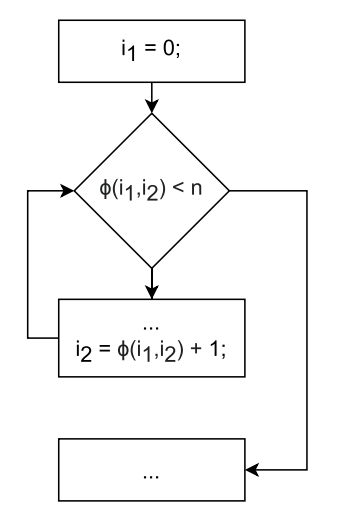 i₁ = 0;
ϕ(i₁,i₂) < n
...
i₂ = ϕ(i₁,i₂) + 1;
...